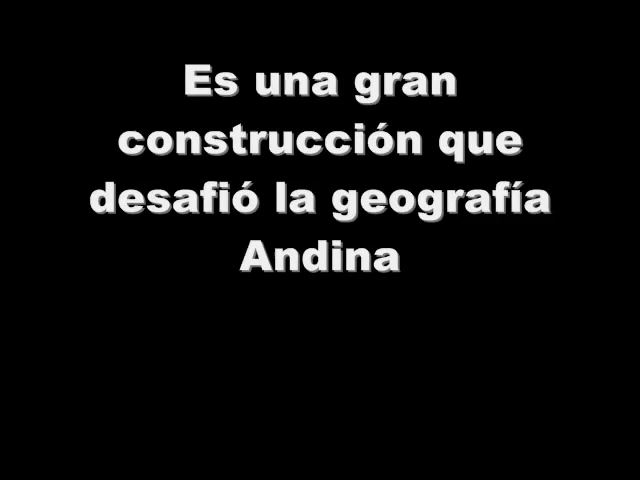 Es una gran
construcción que
desafió la geografía
Andina